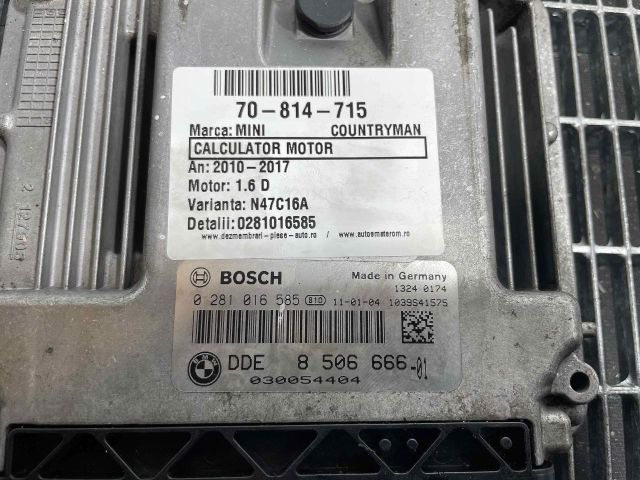 70-814-715
Marca: MINI COUNTRYMAN
CALCULATOR MOTOR
An: 2010-2017
Motor: 1.6 D
Varianta: N47C16A
Detalii: 0281016585
www.dezmembrari-piese-auto.ro / www.autoemoterom.ro
BOSCH Made in Germany
1324 0174
0 281 016 585 810 11-01-04 1039S41575
DDE 8 506 666-01
030054404